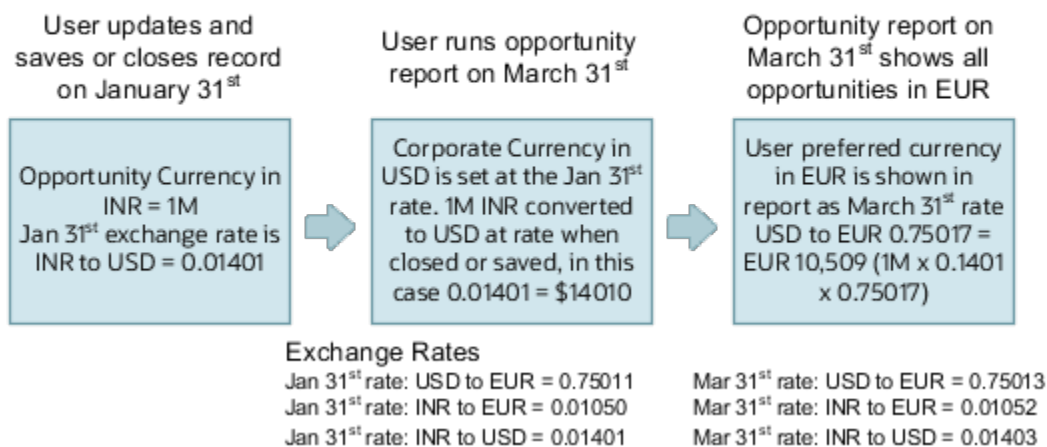 User updates and
saves or closes record
on January 31st
User runs opportunity
report on March 31st
Opportunity report on
March 31st shows all
opportunities in EUR
Opportunity Currency in
INR = 1M
Jan 31st exchange rate is
INR to USD = 0.01401
Corporate Currency in
USD is set at the Jan 31st
rate. 1M INR converted
to USD at rate when
closed or saved, in this
case 0.01401 = $14010
User preferred currency
in EUR is shown in
report as March 31st rate
USD to EUR 0.75017 =
EUR 10,509 (1M x 0.1401
x 0.75017)
Exchange Rates
Jan 31st rate: USD to EUR = 0.75011
Jan 31st rate: INR to EUR = 0.01050
Jan 31st rate: INR to USD = 0.01401
Mar 31st rate: USD to EUR = 0.75013
Mar 31st rate: INR to EUR = 0.01052
Mar 31st rate: INR to USD = 0.01403